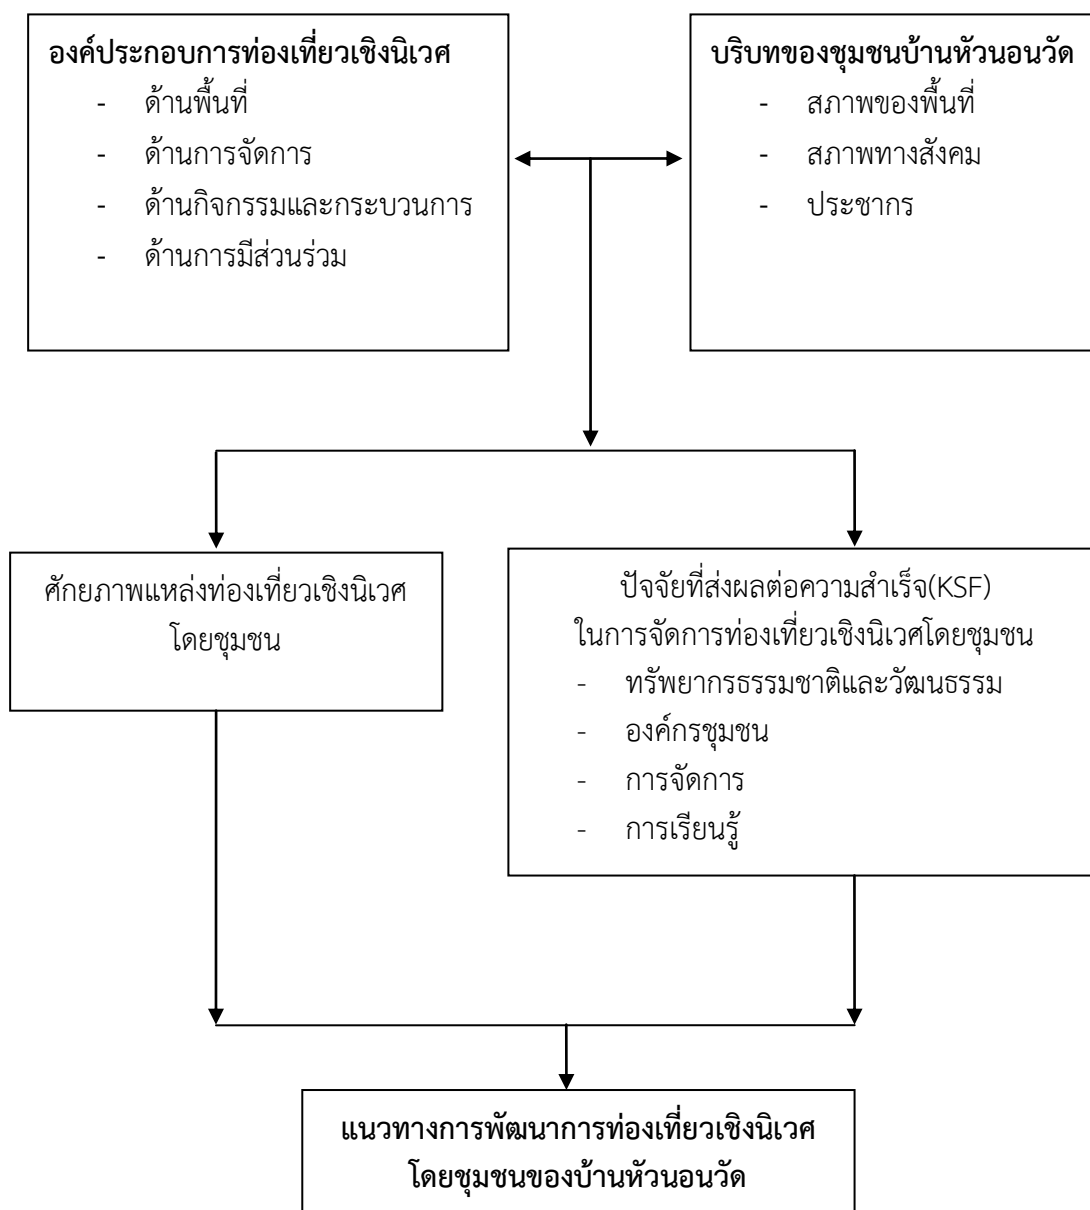 องค์ประกอบการท่องเที่ยวเชิงนิเวศ
- ด้านพื้นที่
- ด้านการจัดการ
- ด้านกิจกรรมและกระบวนการ
- ด้านการมีส่วนร่วม
บริบทของชุมชนบ้านหัวนอนวัด
- สภาพของพื้นที่
- สภาพทางสังคม
- ประชากร
ศักยภาพแหล่งท่องเที่ยวเชิงนิเวศ
โดยชุมชน
ปัจจัยที่ส่งผลต่อความสำเร็จ(KSF)
ในการจัดการท่องเที่ยวเชิงนิเวศโดยชุมชน
- ทรัพยากรธรรมชาติและวัฒนธรรม
- องค์กรชุมชน
- การจัดการ
- การเรียนรู้
แนวทางการพัฒนาการท่องเที่ยวเชิงนิเวศ
โดยชุมชนของบ้านหัวนอนวัด